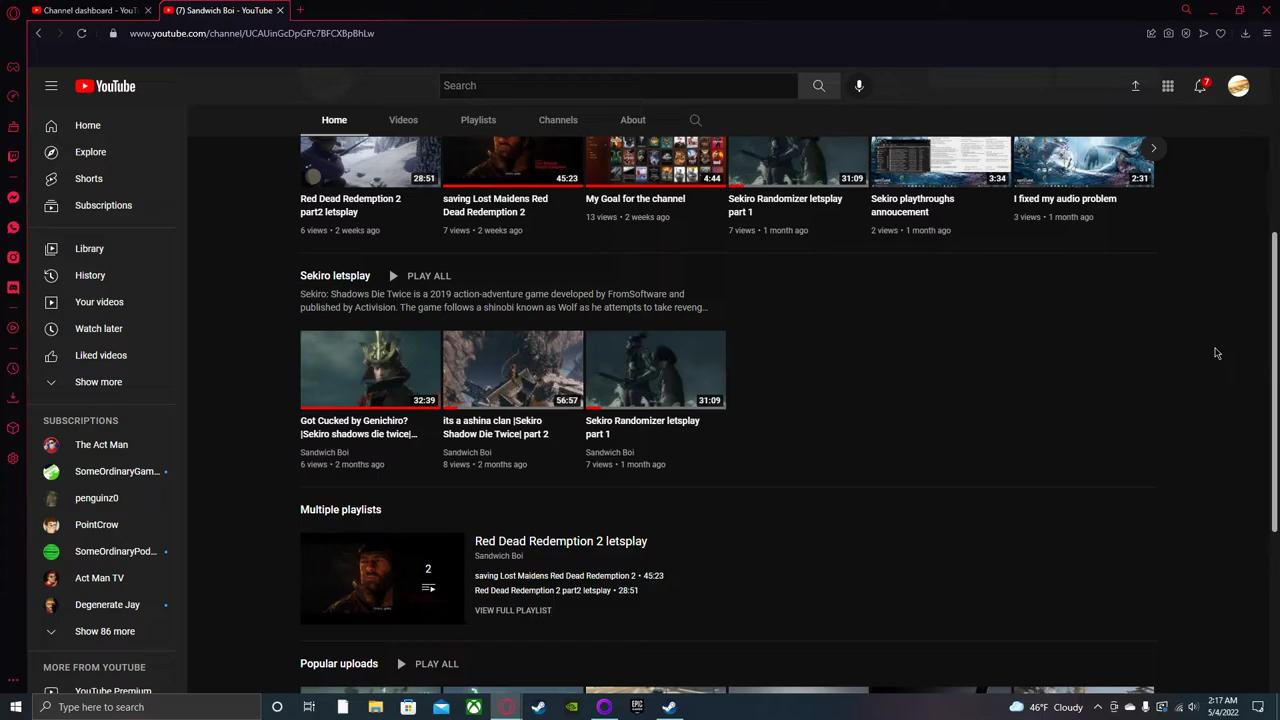 Channel dashboard - YouT
(7) Sandwich Boi - YouTube
www.youtube.com/channel/UCAUinGcDpGPc7BFCXBpBhLw
YouTube
Search
7
Home
Videos
Playlists
Channels
About
Home
Explore
Shorts
Subscriptions
Library
History
Your videos
Watch later
Liked videos
Show more
SUBSCRIPTIONS
The Act Man
SomeOrdinaryGam...
penguinz0
PointCrow
SomeOrdinaryPod...
Act Man TV
Degenerate Jay
Show 86 more
MORE FROM YOUTUBE
YouTube Premium
28:51
45:23
4:44
31:09
3:34
2:31
Red Dead Redemption 2
part2 letsplay
6 views • 2 weeks ago
saving Lost Maidens Red
Dead Redemption 2
7 views • 2 weeks ago
My Goal for the channel
13 views • 2 weeks ago
Sekiro Randomizer letsplay
part 1
7 views • 1 month ago
Sekiro playthroughs
annoucement
2 views • 1 month ago
I fixed my audio problem
3 views • 1 month ago
Sekiro letsplay
PLAY ALL
Sekiro: Shadows Die Twice is a 2019 action-adventure game developed by FromSoftware and
published by Activision. The game follows a shinobi known as Wolf as he attempts to take reveng...
32:39
56:57
31:09
Got Cucked by Genichiro?
|Sekiro shadows die twice|...
Sandwich Boi
6 views • 2 months ago
its a ashina clan |Sekiro
Shadow Die Twice| part 2
Sandwich Boi
8 views • 2 months ago
Sekiro Randomizer letsplay
part 1
Sandwich Boi
7 views • 1 month ago
Multiple playlists
2
Red Dead Redemption 2 letsplay
Sandwich Boi
saving Lost Maidens Red Dead Redemption 2 • 45:23
Red Dead Redemption 2 part2 letsplay • 28:51
VIEW FULL PLAYLIST
Popular uploads
PLAY ALL
Type here to search
EPIC
GAMES
46°F Cloudy
2:17 AM
5/4/2022